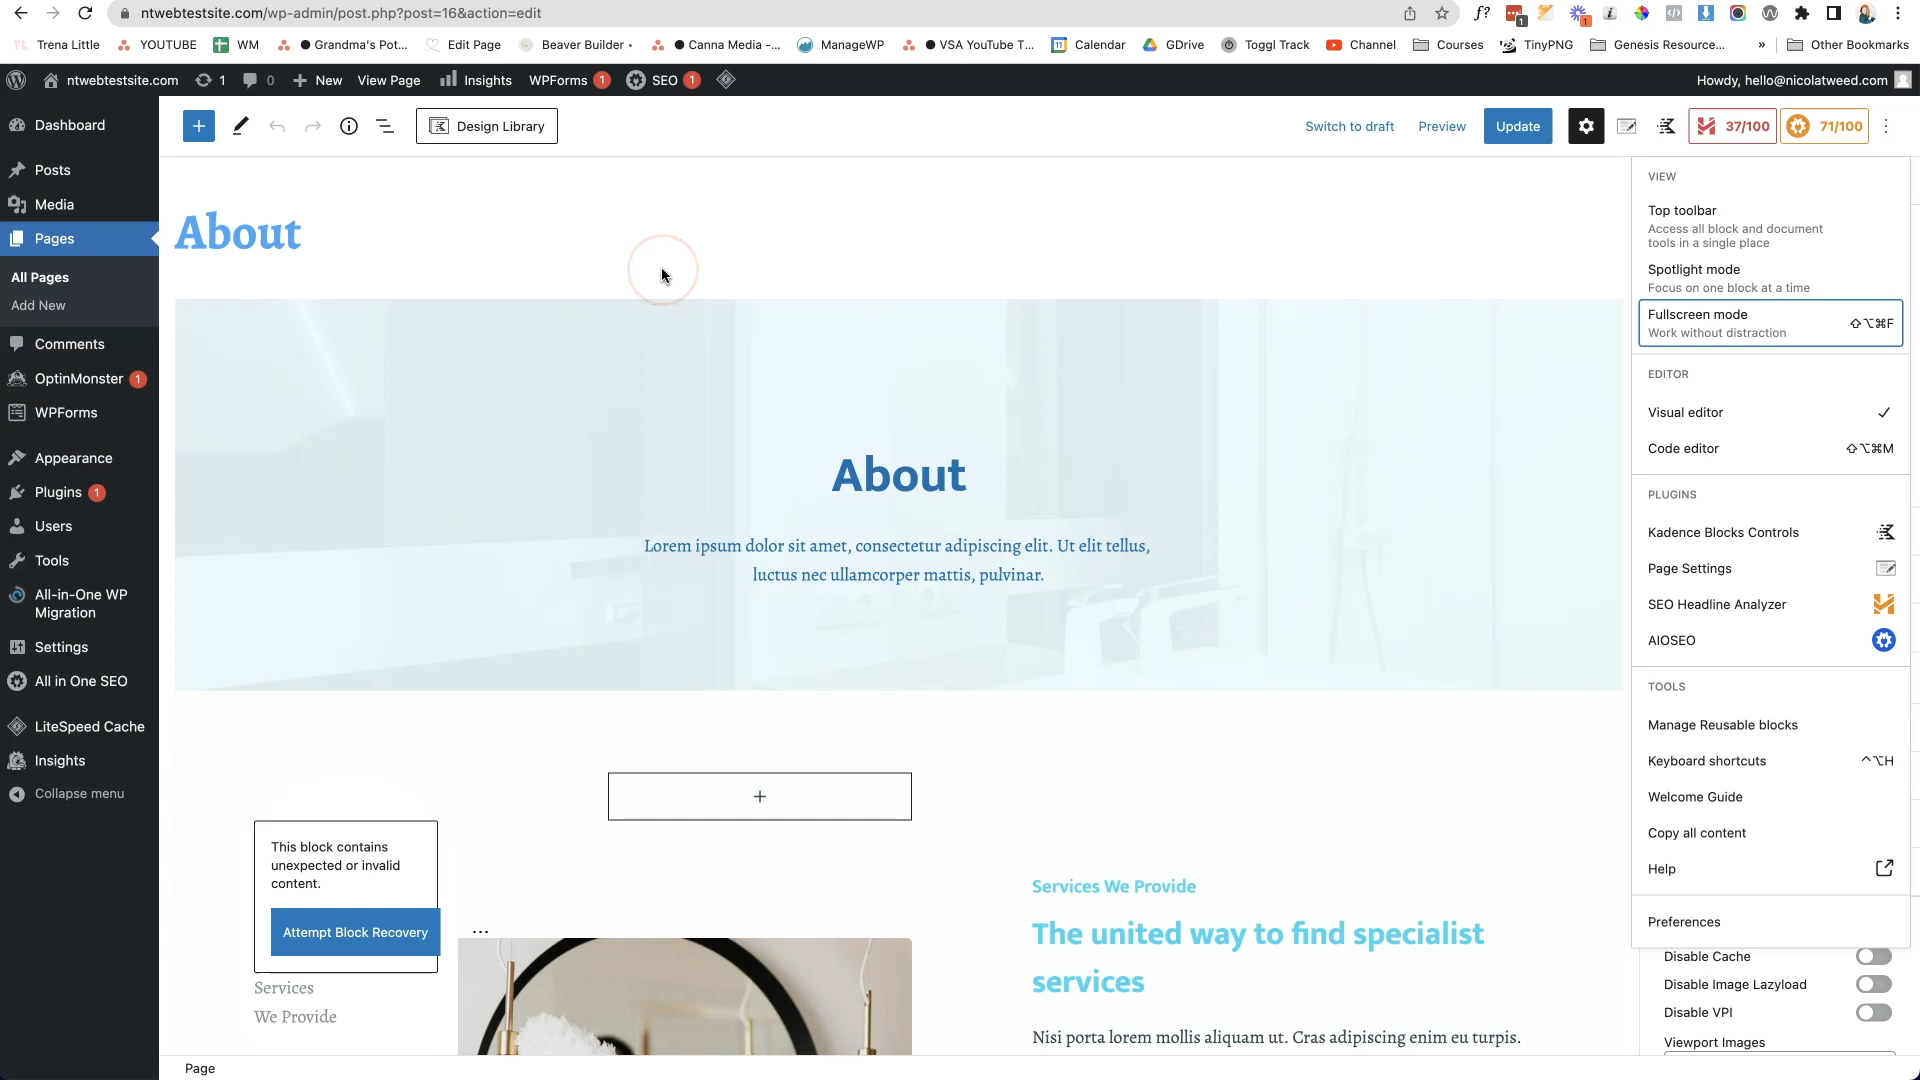 ntwebtestsite.com/wp-admin/post.php?post=16&action=edit
f?
1
1
TL Trena Little
YOUTUBE
WM
Grandma's Pot...
Edit Page
Beaver Builder •
Canna Media -...
ManageWP
VSA YouTube T...
Calendar
GDrive
Toggl Track
Channel
Courses
TinyPNG
Genesis Resource...
»
Other Bookmarks
ntwebtestsite.com
1
0
New
View Page
Insights
WPForms 1
SEO 1
Howdy, hello@nicolatweed.com
Dashboard
Posts
Media
Pages
All Pages
Add New
Comments
OptinMonster 1
WPForms
Appearance
Plugins 1
Users
Tools
All-in-One WP
Migration
Settings
All in One SEO
LiteSpeed Cache
Insights
Collapse menu
Design Library
Switch to draft
Preview
Update
37/100
71/100
About
About
Lorem ipsum dolor sit amet, consectetur adipiscing elit. Ut elit tellus,
luctus nec ullamcorper mattis, pulvinar.
This block contains
unexpected or invalid
content.
Attempt Block Recovery
...
Services
We Provide
Services We Provide
The united way to find specialist
services
Nisi porta lorem mollis aliquam ut. Cras adipiscing enim eu turpis.
VIEW
Top toolbar
Access all block and document
tools in a single place
Spotlight mode
Focus on one block at a time
Fullscreen mode
Work without distraction
⇧⌥⌘F
EDITOR
Visual editor
Code editor ⇧⌥⌘M
PLUGINS
Kadence Blocks Controls
Page Settings
SEO Headline Analyzer
AIOSEO
TOOLS
Manage Reusable blocks
Keyboard shortcuts ^⌥H
Welcome Guide
Copy all content
Help
Preferences
Disable Cache
Disable Image Lazyload
Disable VPI
Viewport Images
Page